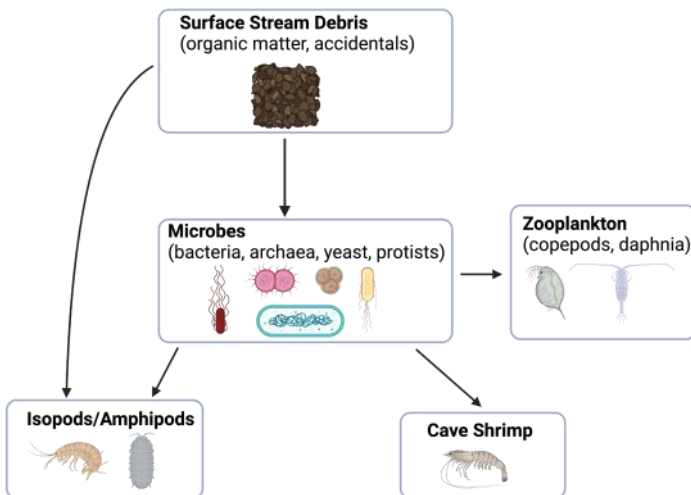 Surface Stream Debris
(organic matter, accidentals)
Microbes
(bacteria, archaea, yeast, protists)
Zooplankton
(copepods, daphnia)
Isopods/Amphipods
Cave Shrimp